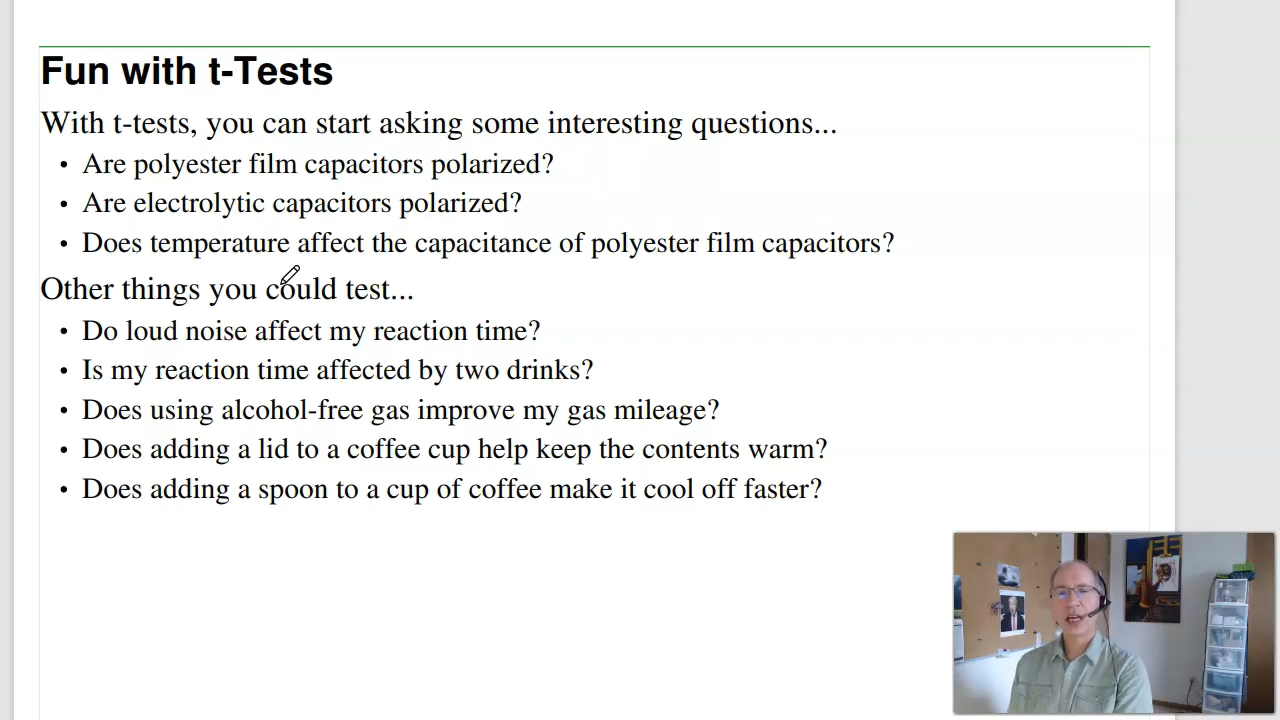 Fun with t-Tests
With t-tests, you can start asking some interesting questions...
• Are polyester film capacitors polarized?
• Are electrolytic capacitors polarized?
• Does temperature affect the capacitance of polyester film capacitors?
Other things you could test...
• Do loud noise affect my reaction time?
• Is my reaction time affected by two drinks?
• Does using alcohol-free gas improve my gas mileage?
• Does adding a lid to a coffee cup help keep the contents warm?
• Does adding a spoon to a cup of coffee make it cool off faster?